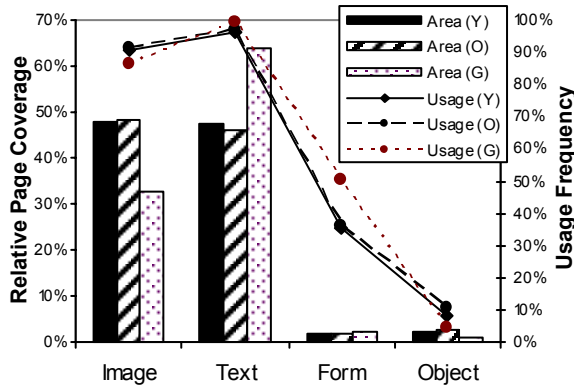 70%
60%
50%
40%
30%
20%
10%
0%
Relative Page Coverage
Image
Text
Form
Object
Area (Y)
Area (O)
Area (G)
Usage (Y)
Usage (O)
Usage (G)
100%
90%
80%
70%
60%
50%
40%
30%
20%
10%
0%
Usage Frequency